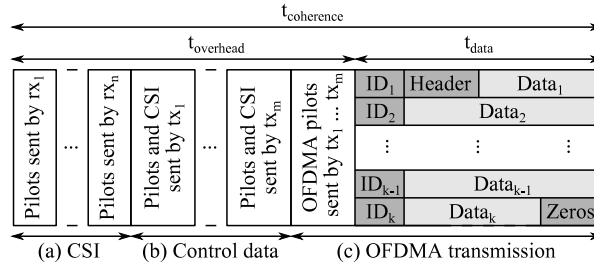 t_coherence
t_overhead t_data
Pilots sent by rx_1
...
Pilots sent by rx_n
Pilots and CSI
sent by tx_1
...
Pilots and CSI
sent by tx_m
OFDMA pilots
sent by tx_1 ... tx_m
ID_1 Header Data_1
ID_2 Data_2
⋮ ⋮
ID_k-1 Data_k-1
ID_k Data_k Zeros
(a) CSI (b) Control data (c) OFDMA transmission